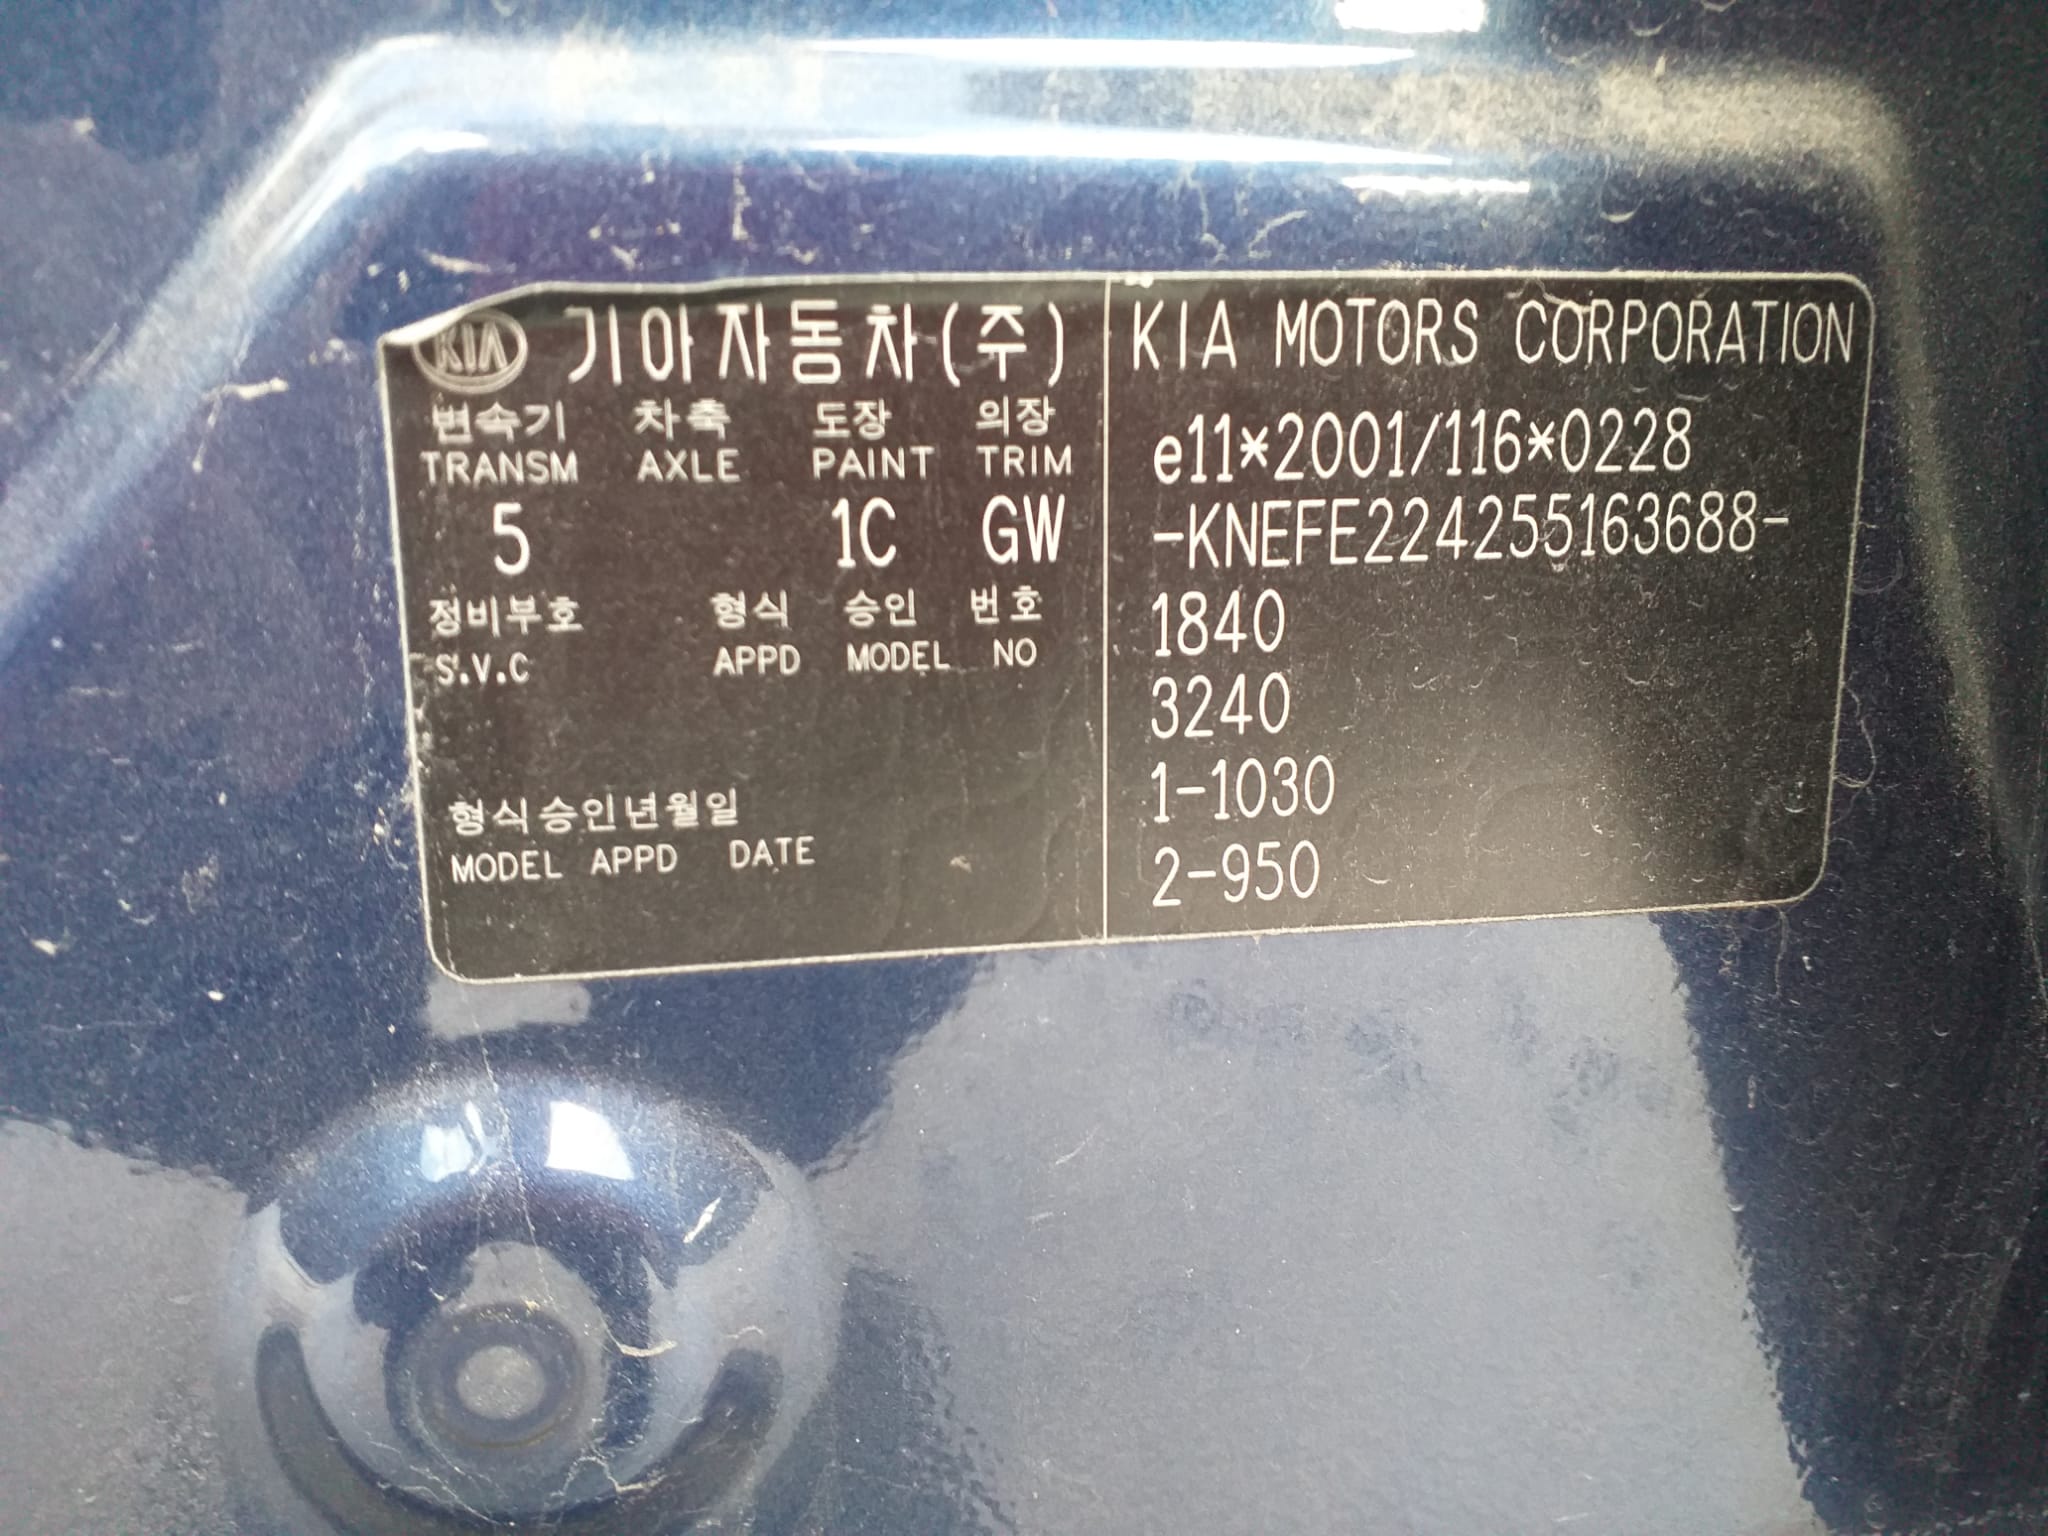 KIA 기아자동차(주)
변속기 차축 도장 의장
TRANSM AXLE PAINT TRIM
5 1C GW
정비부호 형식 승인 번호
S.V.C APPD MODEL NO
형식승인년월일
MODEL APPD DATE
KIA MOTORS CORPORATION
e11*2001/116*0228
-KNEFE224255163688-
1840
3240
1-1030
2-950